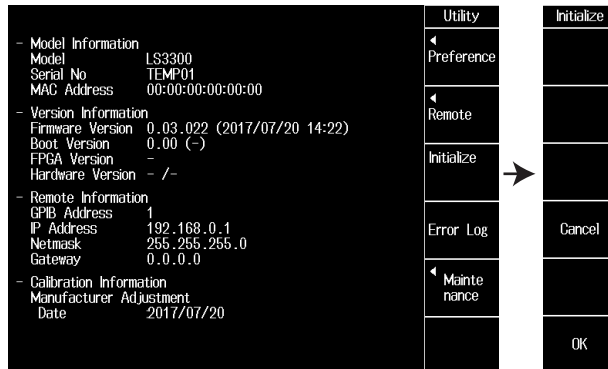 - Model Information
Model LS3300
Serial No TEMP01
MAC Address 00:00:00:00:00:00
- Version Information
Firmware Version 0.03.022 (2017/07/20 14:22)
Boot Version 0.00 (-)
FPGA Version -
Hardware Version - /-
- Remote Information
GPIB Address 1
IP Address 192.168.0.1
Netmask 255.255.255.0
Gateway 0.0.0.0
- Calibration Information
Manufacturer Adjustment
Date 2017/07/20
Utility
Preference
Remote
Initialize
Error Log
Mainte
nance
Initialize
Cancel
OK